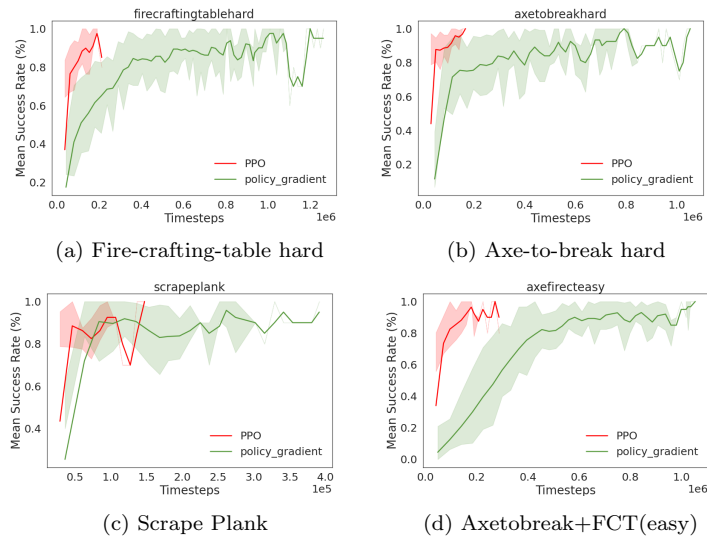 firecraftingtablehard
Mean Success Rate (%)
1.0
0.8
0.6
0.4
0.2
PPO
policy_gradient
0.0 0.2 0.4 0.6 0.8 1.0 1.2
Timesteps
1e6
(a) Fire-crafting-table hard
axetobreakhard
Mean Success Rate (%)
1.0
0.8
0.6
0.4
0.2
PPO
policy_gradient
0.0 0.2 0.4 0.6 0.8 1.0
Timesteps
1e6
(b) Axe-to-break hard
scrapeplank
Mean Success Rate (%)
1.0
0.8
0.6
0.4
PPO
policy_gradient
0.5 1.0 1.5 2.0 2.5 3.0 3.5 4.0
Timesteps
1e5
(c) Scrape Plank
axefirecteasy
Mean Success Rate (%)
1.0
0.8
0.6
0.4
0.2
0.0
PPO
policy_gradient
0.0 0.2 0.4 0.6 0.8 1.0
Timesteps
1e6
(d) Axetobreak+FCT(easy)